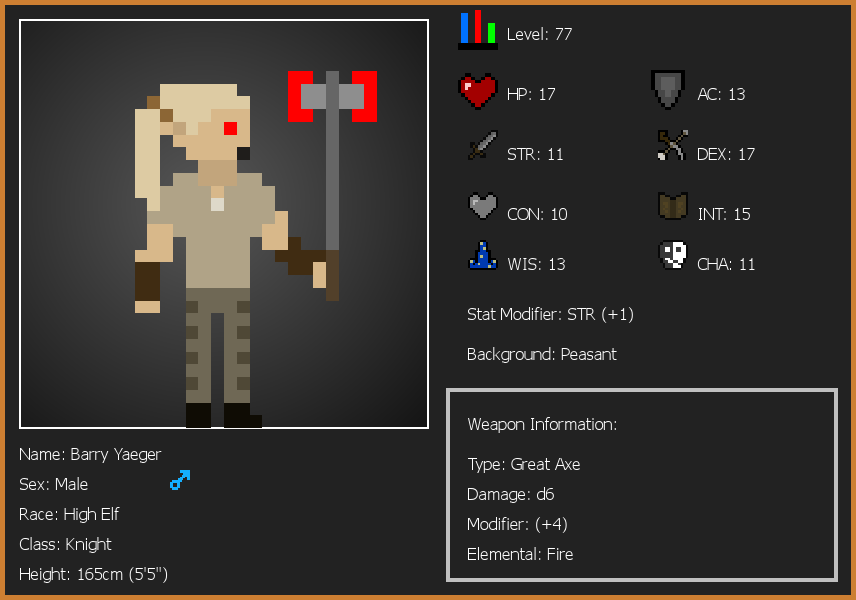 Level: 77
HP: 17
AC: 13
STR: 11
DEX: 17
CON: 10
INT: 15
WIS: 13
CHA: 11
Stat Modifier: STR (+1)
Background: Peasant
Weapon Information:
Type: Great Axe
Damage: d6
Modifier: (+4)
Elemental: Fire
Name: Barry Yaeger
Sex: Male
Race: High Elf
Class: Knight
Height: 165cm (5'5")